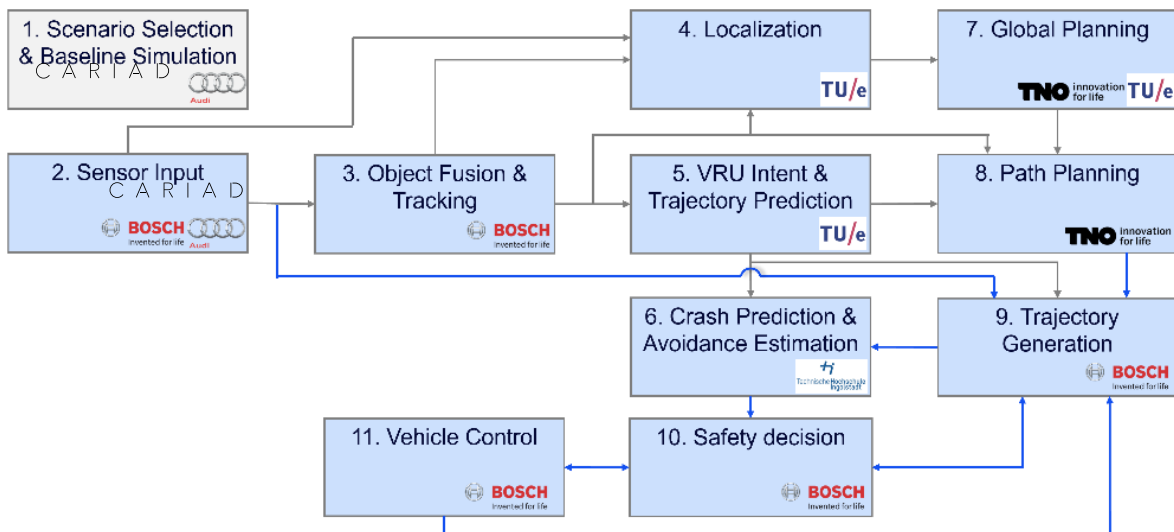 1. Scenario Selection
& Baseline Simulation
CARIAD
Audi
4. Localization
TU/e
7. Global Planning
TNO innovation
for life
TU/e
2. Sensor Input
CARIAD
BOSCH
Invented for life
Audi
3. Object Fusion &
Tracking
BOSCH
Invented for life
5. VRU Intent &
Trajectory Prediction
TU/e
8. Path Planning
TNO innovation
for life
6. Crash Prediction &
Avoidance Estimation
Technische Hochschule
Ingolstadt
9. Trajectory
Generation
BOSCH
Invented for life
11. Vehicle Control
BOSCH
Invented for life
10. Safety decision
BOSCH
Invented for life